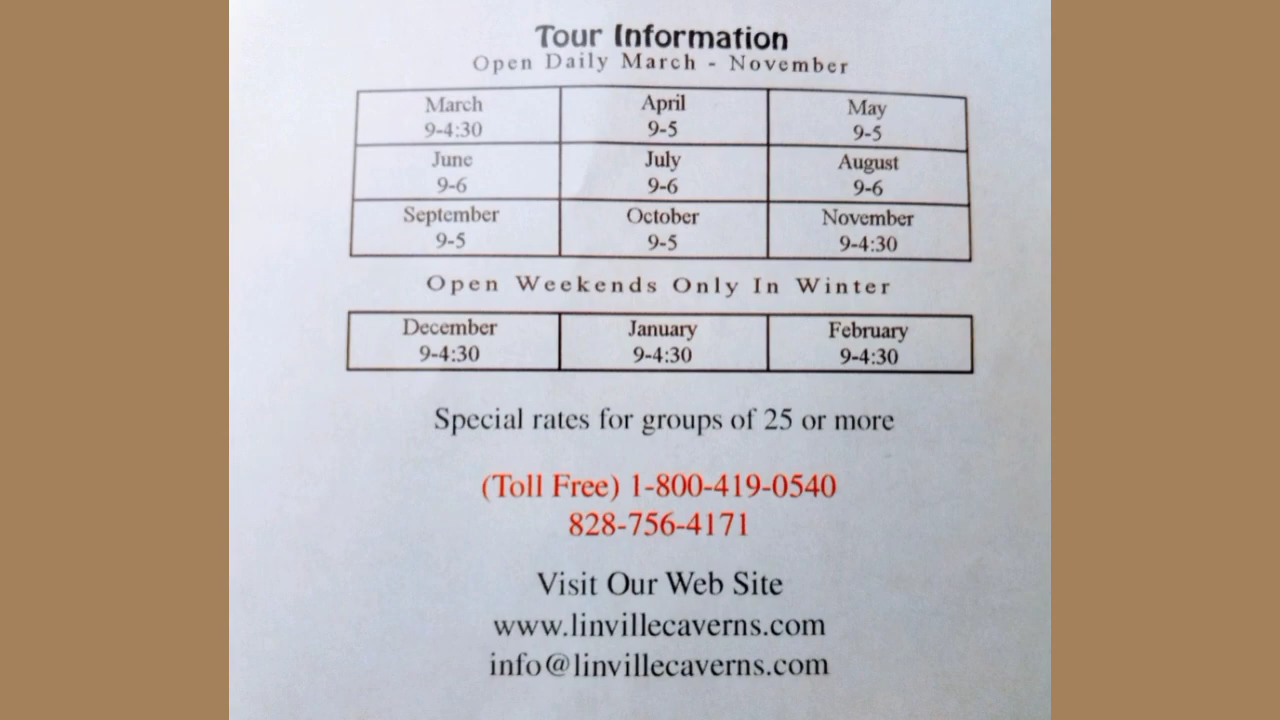 Tour Information
Open Daily March - November
March April May
9-4:30 9-5 9-5
June July August
9-6 9-6 9-6
September October November
9-5 9-5 9-4:30
Open Weekends Only In Winter
December January February
9-4:30 9-4:30 9-4:30
Special rates for groups of 25 or more
(Toll Free) 1-800-419-0540
828-756-4171
Visit Our Web Site
www.linvillecaverns.com
info@linvillecaverns.com